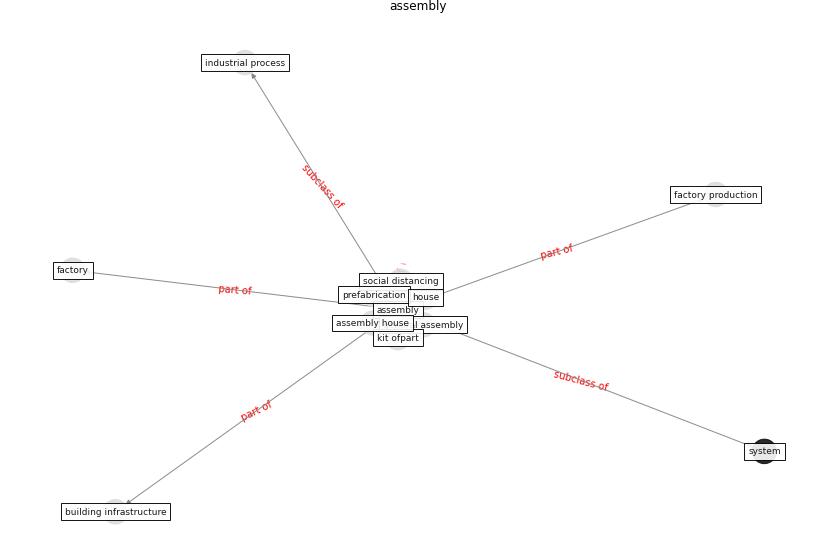 assembly
industrial process
subclass of
factory production
part of
factory
part of
social distancing
prefabrication
house
assembly
assembly house
l assembly
kit ofpart
subclass of
part of
system
building infrastructure